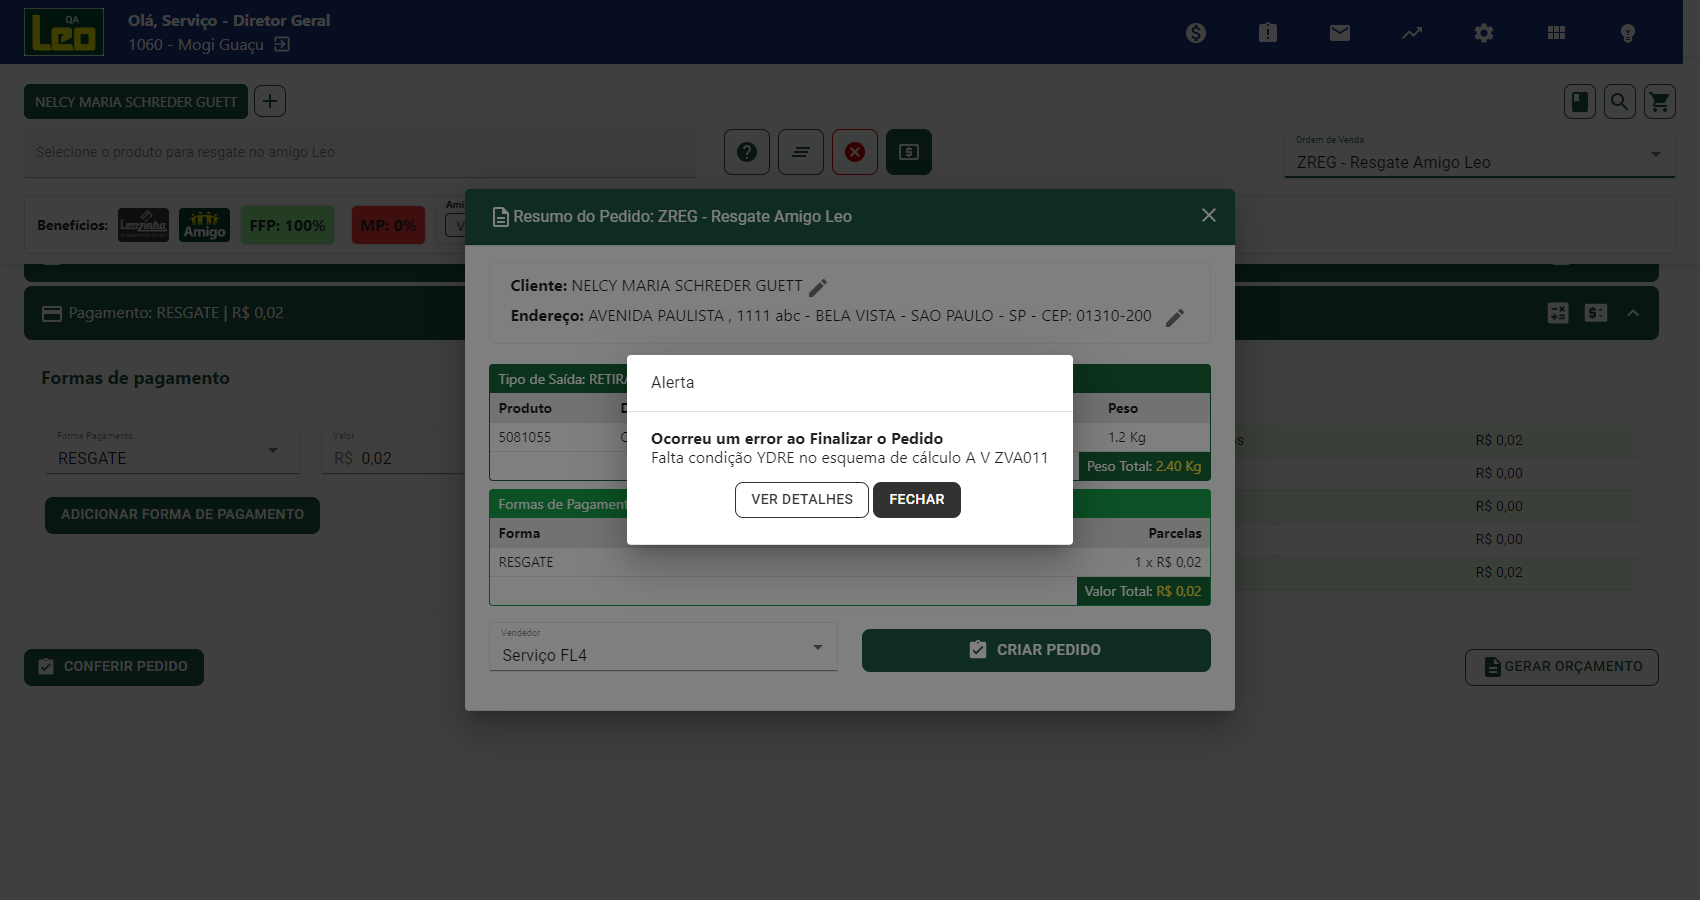 QA
Leo
Olá, Serviço - Diretor Geral
1060 - Mogi Guaçu
NELCY MARIA SCHREDER GUETT
Selecione o produto para resgate no amigo Leo
Ordem de Venda
ZREG - Resgate Amigo Leo
Benefícios:
Leozinha
Amigo
FFP: 100%
MP: 0%
Pagamento: RESGATE | R$ 0,02
Formas de pagamento
Forma Pagamento
RESGATE
Valor
R$ 0,02
ADICIONAR FORMA DE PAGAMENTO
R$ 0,02
R$ 0,00
R$ 0,00
R$ 0,00
R$ 0,02
CONFERIR PEDIDO
GERAR ORÇAMENTO
Resumo do Pedido: ZREG - Resgate Amigo Leo
Cliente: NELCY MARIA SCHREDER GUETT
Endereço: AVENIDA PAULISTA , 1111 abc - BELA VISTA - SAO PAULO - SP - CEP: 01310-200
Tipo de Saída:
Produto
Peso
5081055
1.2 Kg
Peso Total: 2.40 Kg
Formas de Pagament
Forma
Parcelas
RESGATE
1 x R$ 0,02
Valor Total: R$ 0,02
Vendedor
Serviço FL4
CRIAR PEDIDO
Alerta
Ocorreu um error ao Finalizar o Pedido
Falta condição YDRE no esquema de cálculo A V ZVA011
VER DETALHES
FECHAR